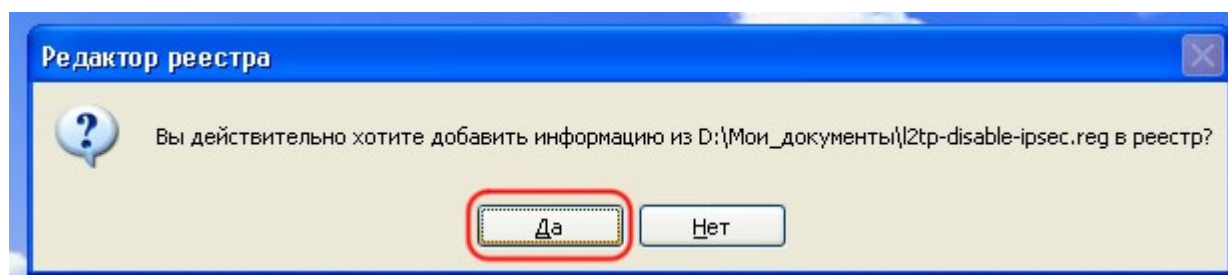 Редактор реестра
Вы действительно хотите добавить информацию из D:\Мои_документы\l2tp-disable-ipsec.reg в реестр?
Да
Нет